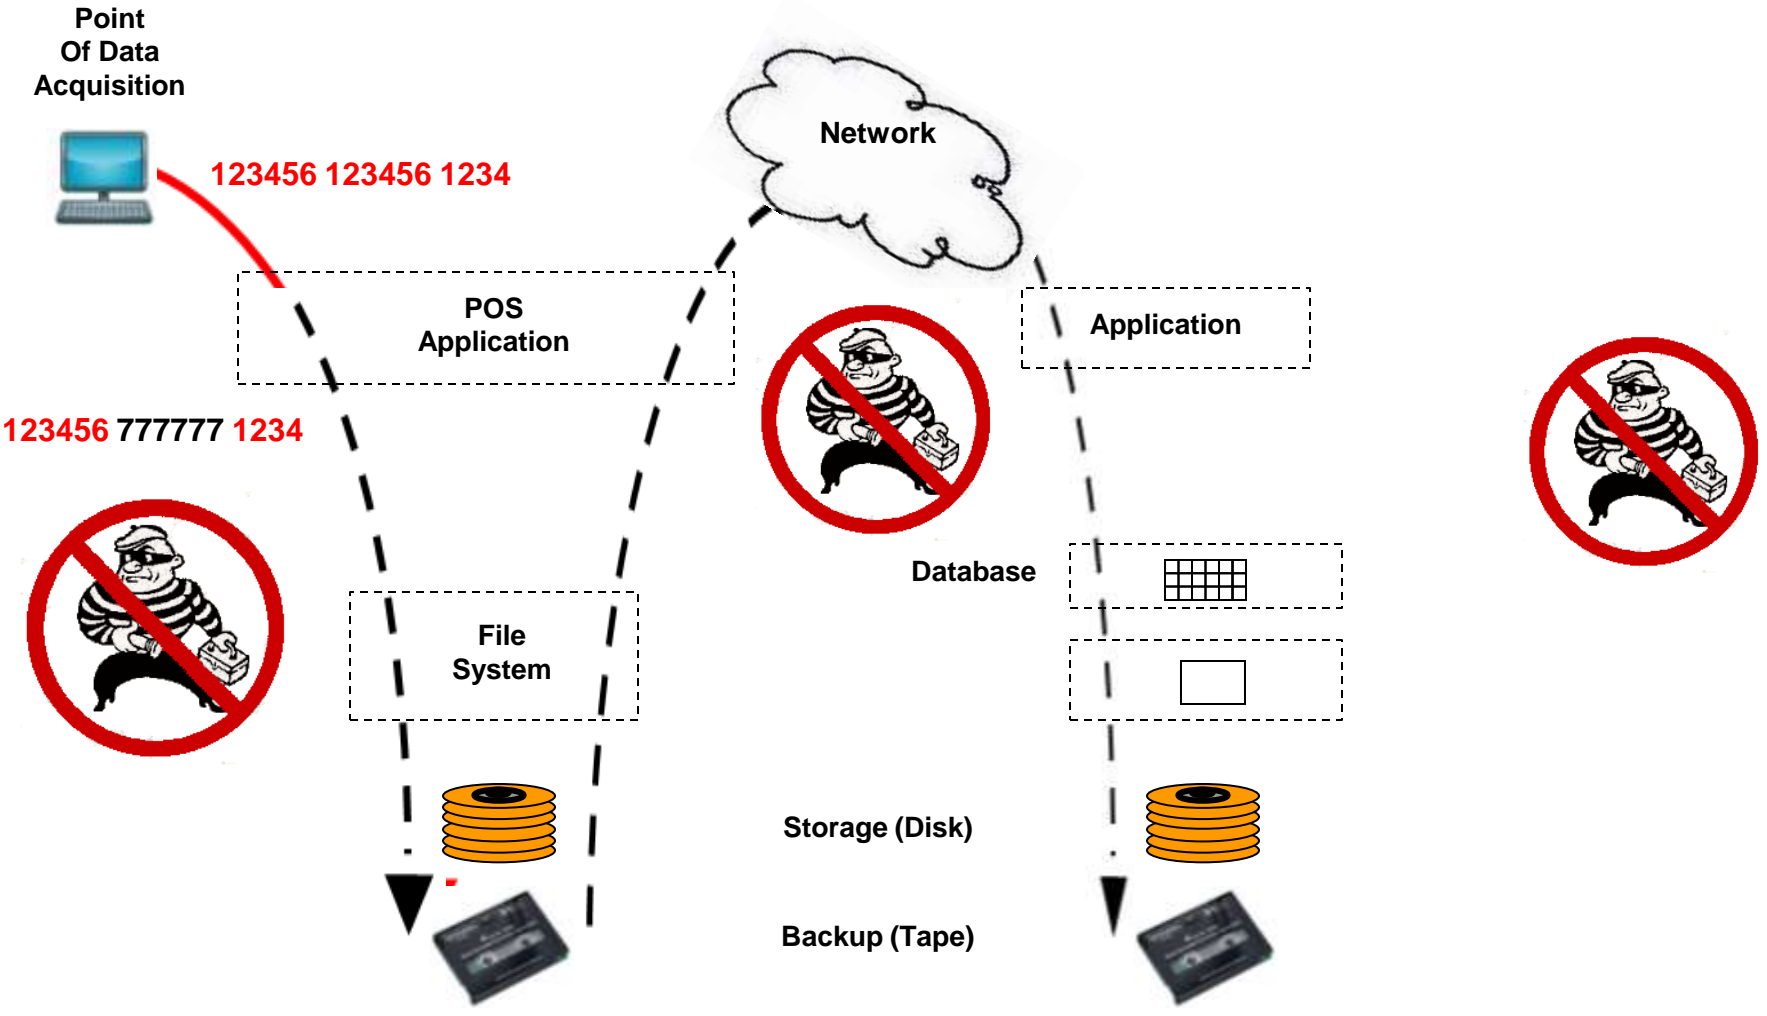 Point
Of Data
Acquisition
123456 123456 1234
Network
POS
Application
Application
123456 777777 1234
Database
File
System
Storage (Disk)
Backup (Tape)